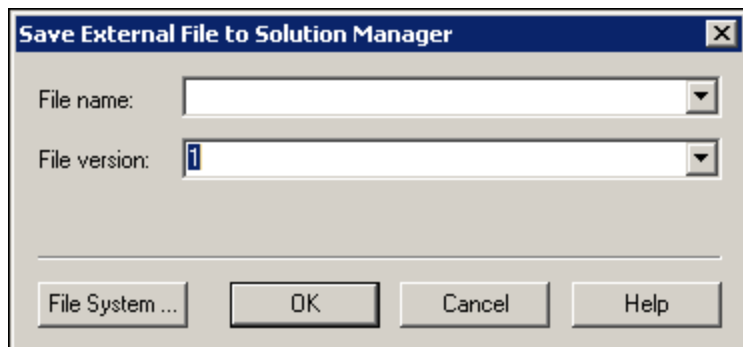 Save External File to Solution Manager
File name:
File version: 1
File System ... OK Cancel Help